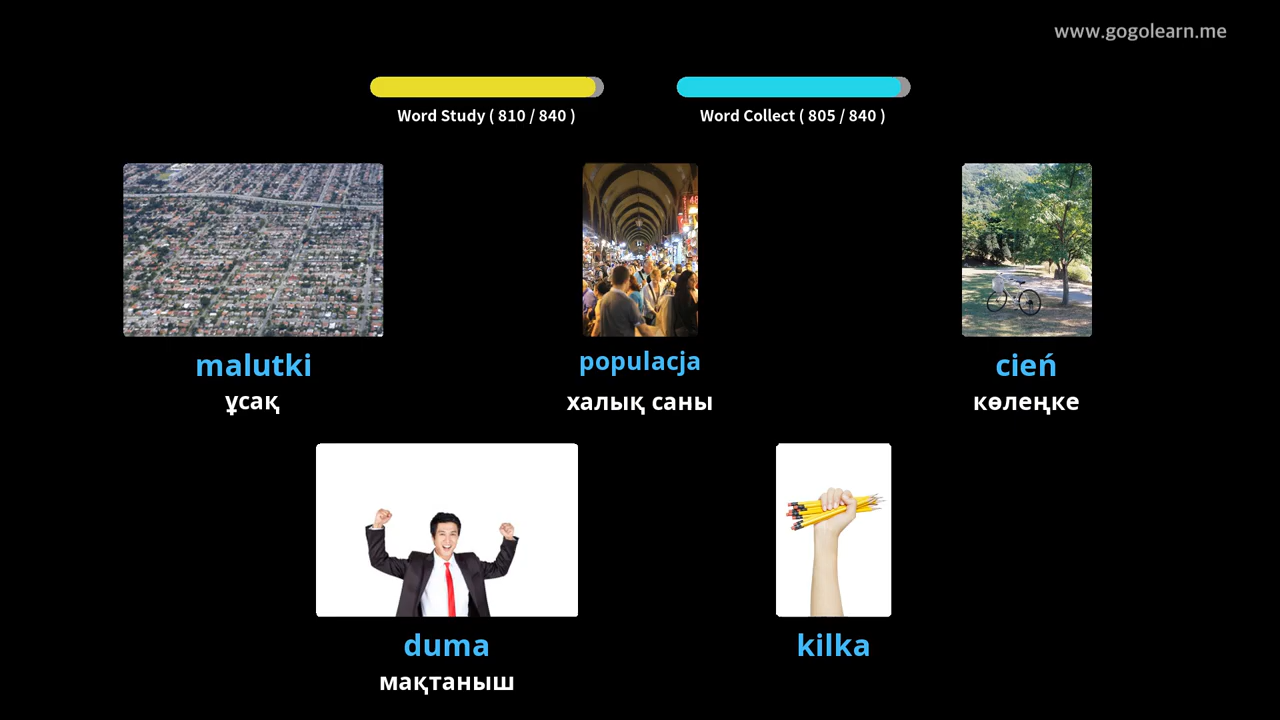 www.gogolearn.me
Word Study ( 810 / 840 )
Word Collect ( 805 / 840 )
malutki
ұсақ
populacja
халық саны
cień
көлеңке
duma
мақтаныш
kilka